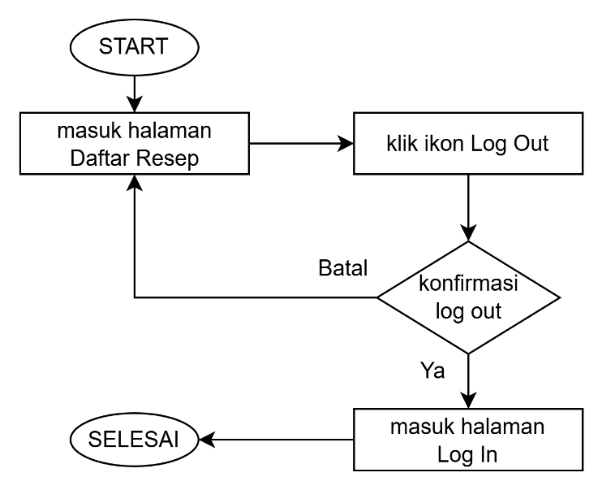 START
masuk halaman
Daftar Resep
klik ikon Log Out
konfirmasi
log out
Batal
Ya
masuk halaman
Log In
SELESAI